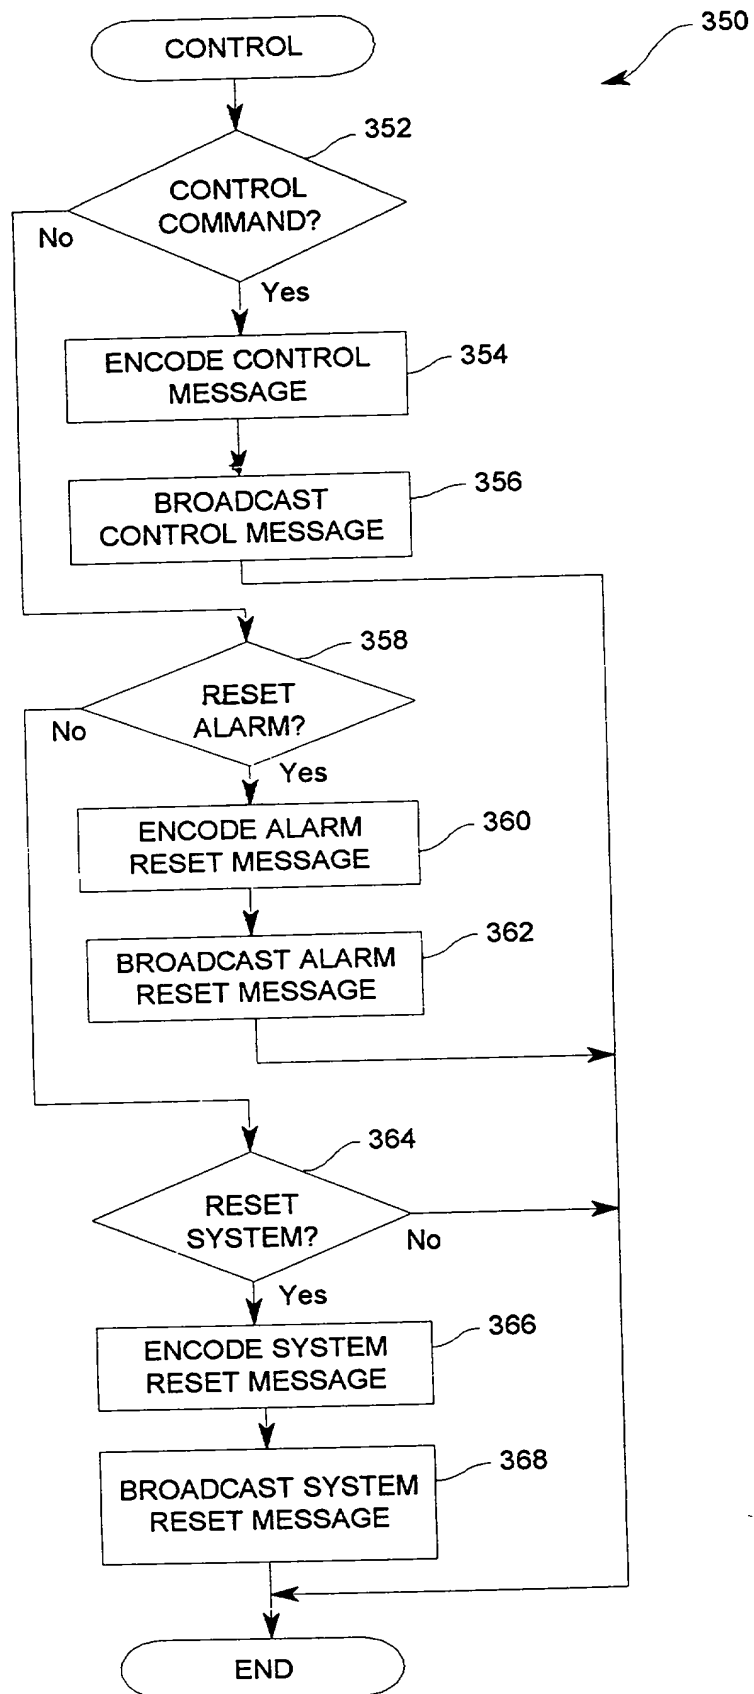 350
CONTROL
352
CONTROL
COMMAND?
No
Yes
ENCODE CONTROL
MESSAGE
354
BROADCAST
CONTROL MESSAGE
356
358
RESET
ALARM?
No
Yes
ENCODE ALARM
RESET MESSAGE
360
BROADCAST ALARM
RESET MESSAGE
362
364
RESET
SYSTEM?
No
Yes
ENCODE SYSTEM
RESET MESSAGE
366
BROADCAST SYSTEM
RESET MESSAGE
368
END